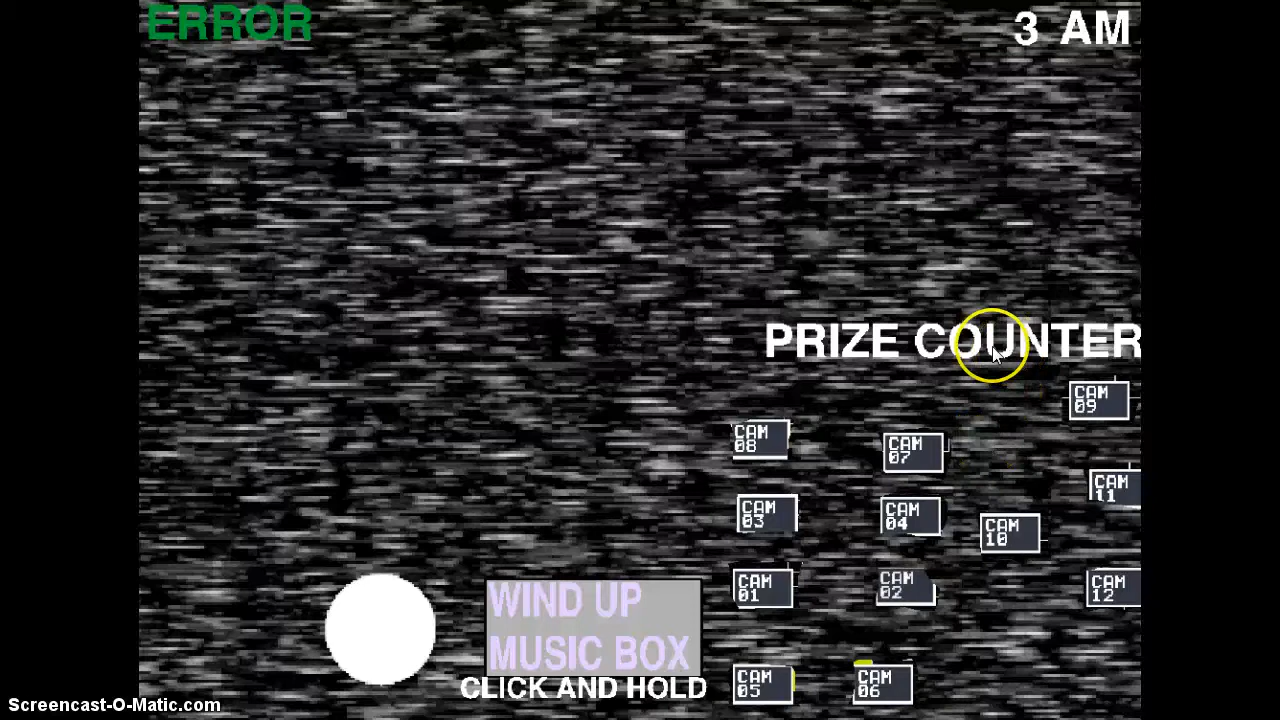 ERROR
3 AM
PRIZE COUNTER
CAM
09
CAM
08
CAM
07
CAM
11
CAM
03
CAM
04
CAM
10
CAM
01
CAM
02
CAM
12
WIND UP
MUSIC BOX
CLICK AND HOLD
CAM
05
CAM
06
Screencast-O-Matic.com